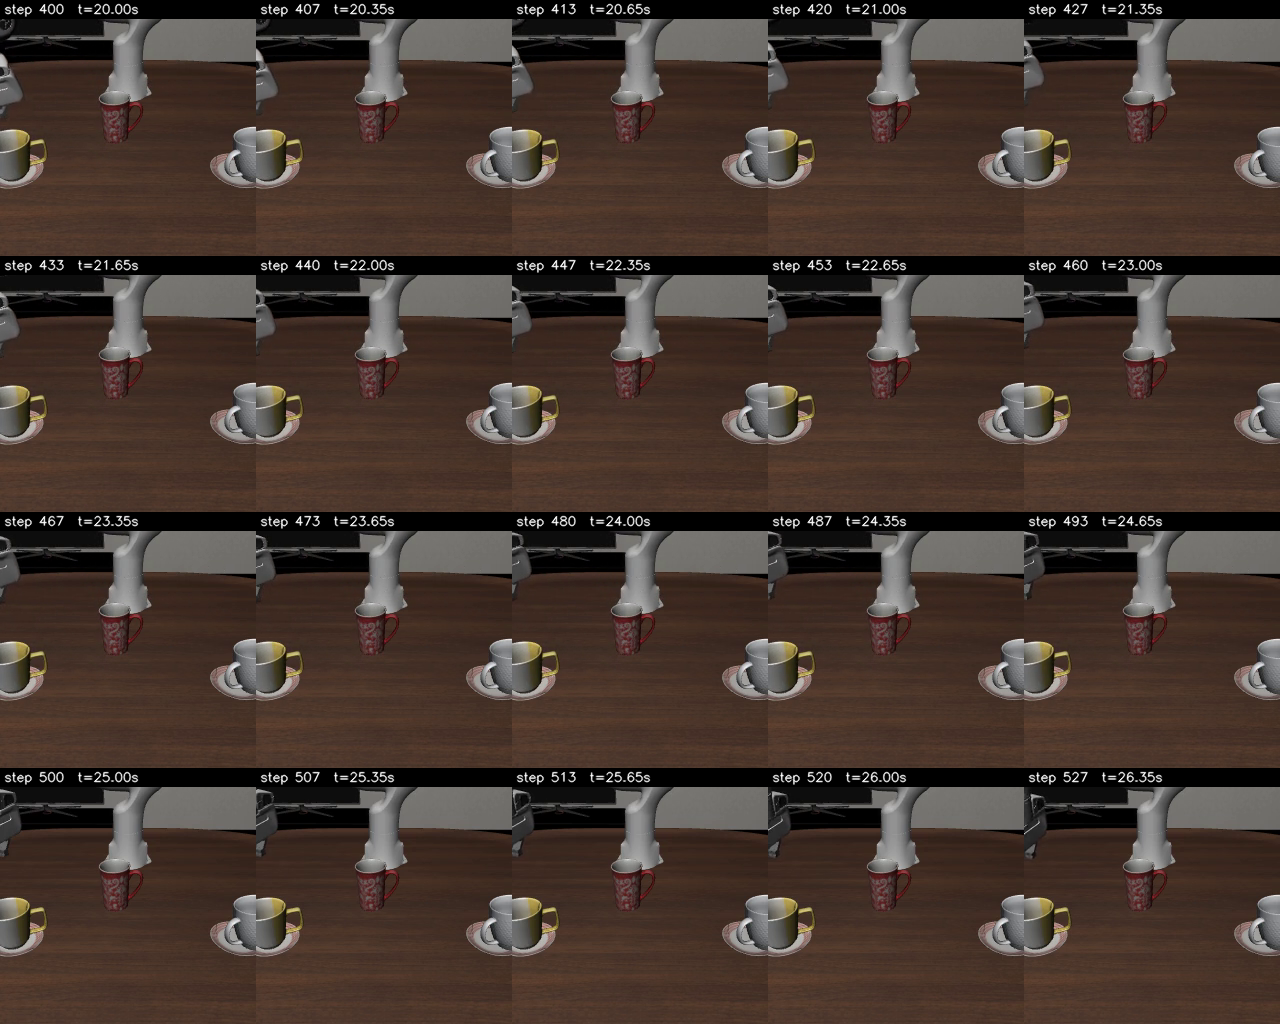 step 400 t=20.00s
step 407 t=20.35s
step 413 t=20.65s
step 420 t=21.00s
step 427 t=21.35s
step 433 t=21.65s
step 440 t=22.00s
step 447 t=22.35s
step 453 t=22.65s
step 460 t=23.00s
step 467 t=23.35s
step 473 t=23.65s
step 480 t=24.00s
step 487 t=24.35s
step 493 t=24.65s
step 500 t=25.00s
step 507 t=25.35s
step 513 t=25.65s
step 520 t=26.00s
step 527 t=26.35s